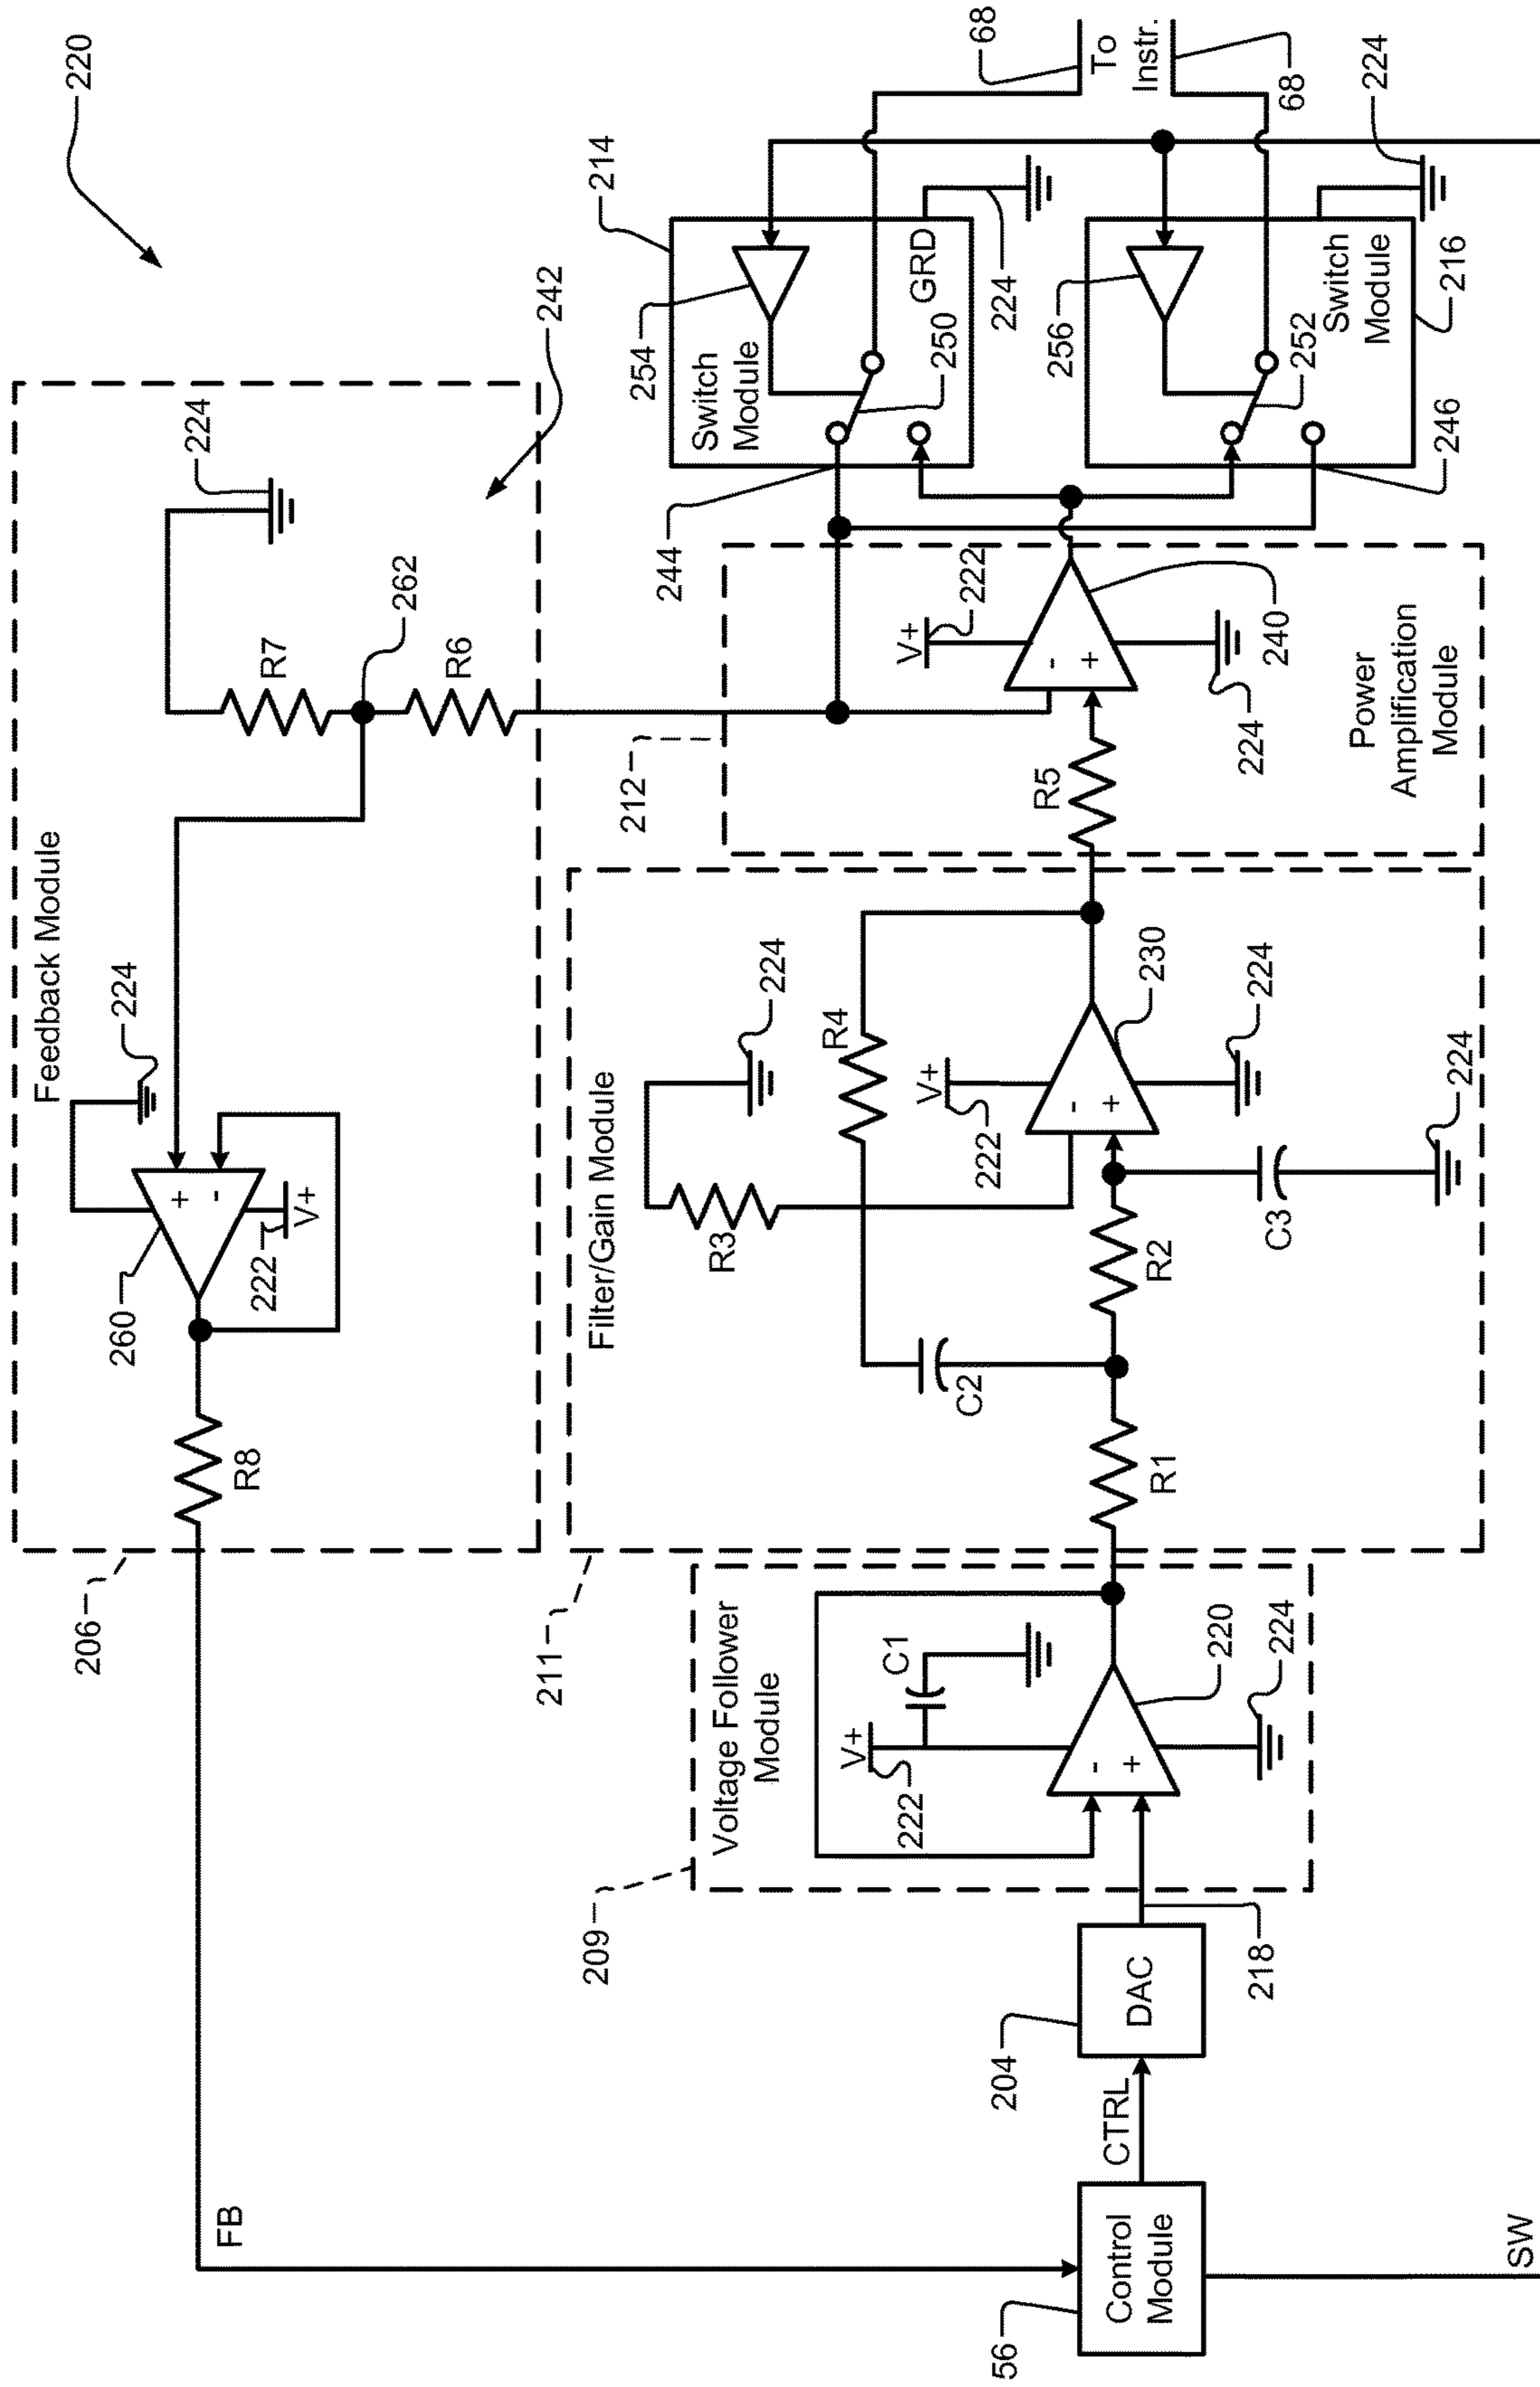 220
Feedback Module
224
224
242
260
222
V+
+
-
R8
R7
262
R6
206
FB
214
68
To
Instr.
68
224
254
Switch
Module
250
GRD
224
244
256
252
Switch
Module
216
246
212
Power
Amplification
Module
V+
222
-
+
240
224
R5
211
Filter/Gain Module
224
R3
R4
V+
222
-
+
230
224
224
C2
R1
R2
C3
209
Voltage Follower
Module
V+
222
C1
-
+
220
224
218
204
DAC
CTRL
56
Control
Module
SW